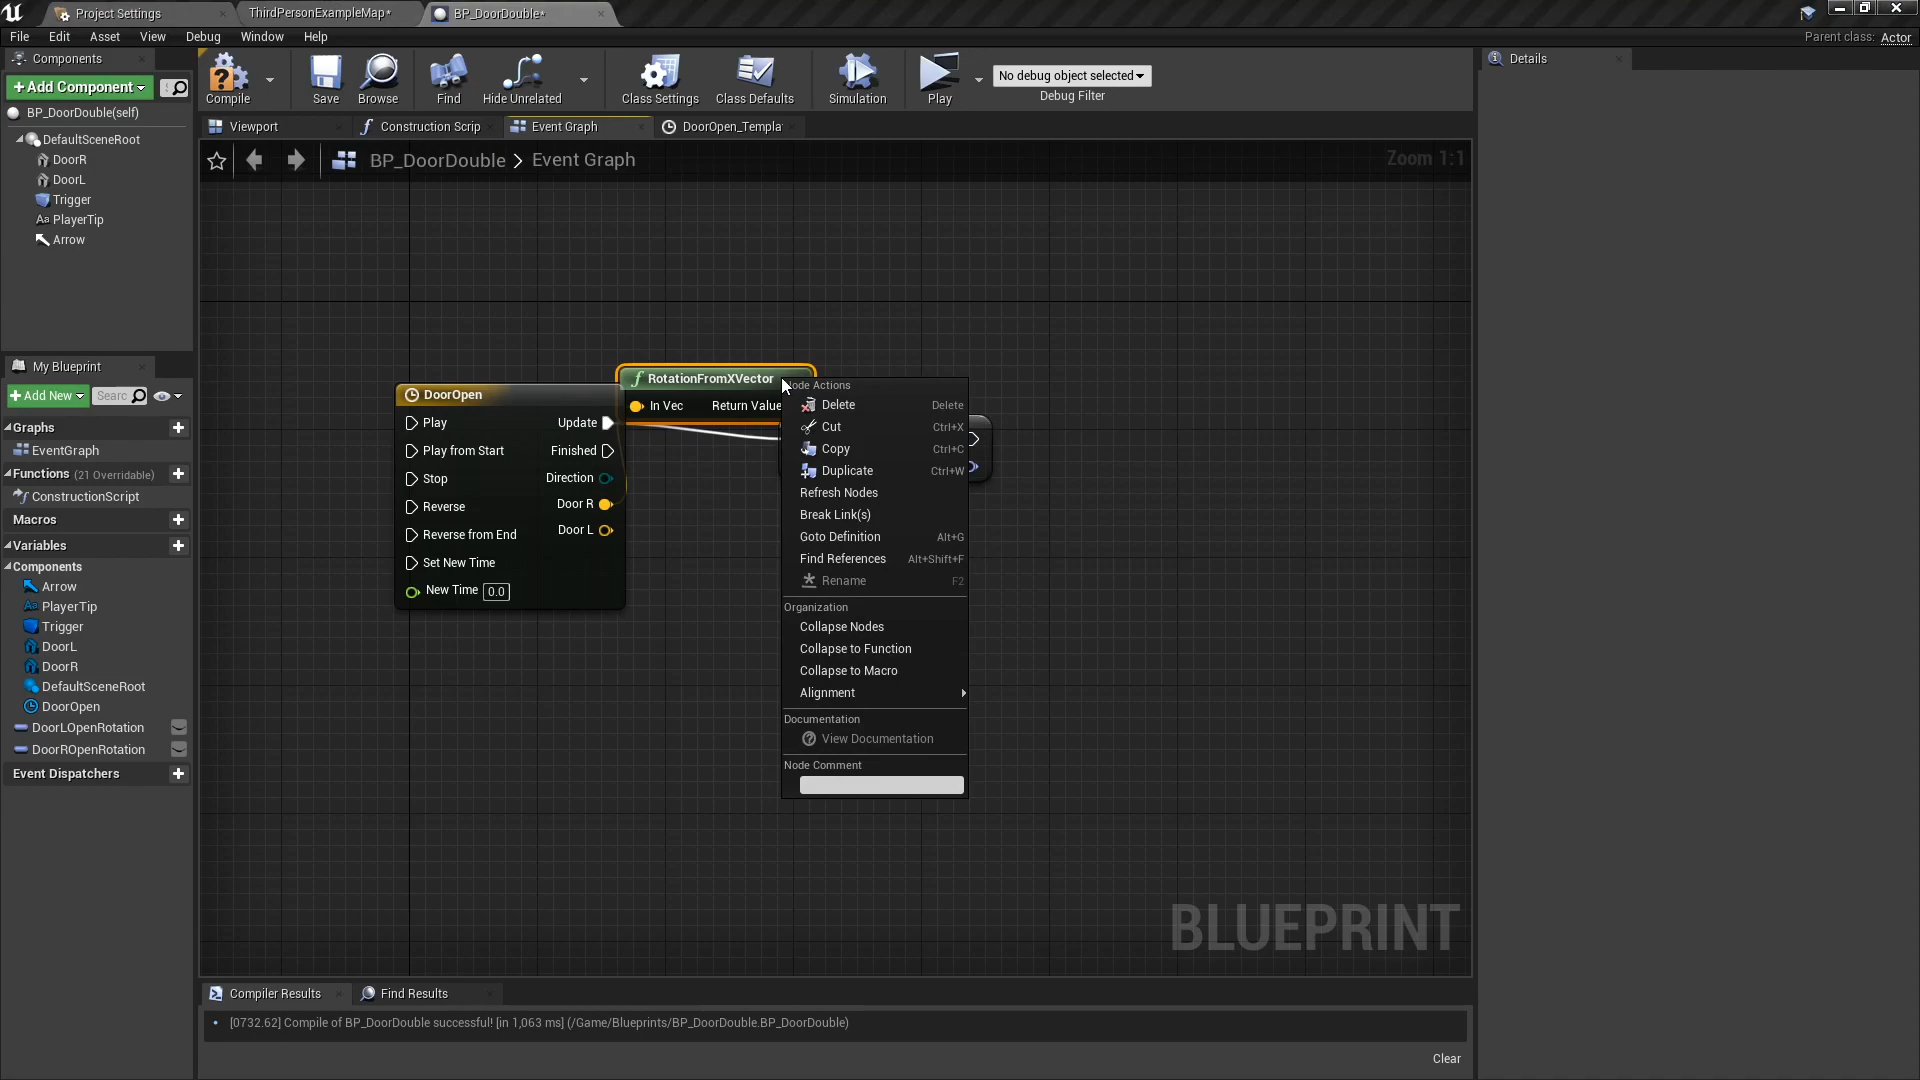 Project Settings
ThirdPersonExampleMap*
BP_DoorDouble*
File Edit Asset View Debug Window Help
Parent class: Actor
Components
+Add Component
BP_DoorDouble(self)
DefaultSceneRoot
DoorR
DoorL
Trigger
PlayerTip
Arrow
Compile
Save
Browse
Find
Hide Unrelated
Class Settings
Class Defaults
Simulation
Play
No debug object selected
Debug Filter
Details
Viewport
Construction Scrip
Event Graph
DoorOpen_Templa
BP_DoorDouble > Event Graph
Zoom 1:1
My Blueprint
+Add New
Searc
Graphs
EventGraph
Functions (21 Overridable)
ConstructionScript
Macros
Variables
Components
Arrow
PlayerTip
Trigger
DoorL
DoorR
DefaultSceneRoot
DoorOpen
DoorLOpenRotation
DoorROpenRotation
Event Dispatchers
DoorOpen
Play
Play from Start
Stop
Reverse
Reverse from End
Set New Time
New Time 0.0
Update
Finished
Direction
Door R
Door L
RotationFromXVector
In Vec Return Value
Actions
Delete Delete
Cut Ctrl+X
Copy Ctrl+C
Duplicate Ctrl+W
Refresh Nodes
Break Link(s)
Goto Definition Alt+G
Find References Alt+Shift+F
Rename F2
Organization
Collapse Nodes
Collapse to Function
Collapse to Macro
Alignment
Documentation
View Documentation
Node Comment
BLUEPRINT
Compiler Results
Find Results
[0732.62] Compile of BP_DoorDouble successful! [in 1,063 ms] (/Game/Blueprints/BP_DoorDouble.BP_DoorDouble)
Clear